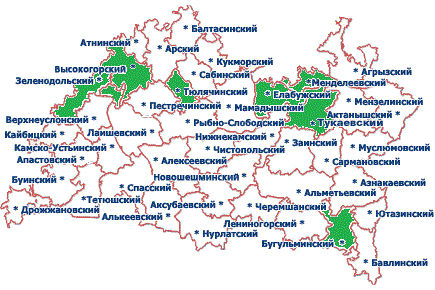 Балтасинский
Атнинский
Арский
Кукморский
Высокогорский
Сабинский
Агрызский
Зеленодольский
Менделеевский
Тюлячинский
Елабужский
Мензелинский
Пестречинский
Мамадышский
Актанышский
Верхнеуслонский
Рыбно-Слободский
Тукаевский
Кайбицкий
Лаишевский
Нижнекамский
Заинский
Камско-Устьинский
Чистопольский
Муслюмовский
Апастовский
Алексеевский
Сармановский
Буинский
Новошешминский
Азнакаевский
Спасский
Альметьевский
Тетюшский
Дрожжановский
Аксубаевский
Черемшанский
Ютазинский
Алькеевский
Лениногорский
Нурлатский
Бугульминский
Бавлинский